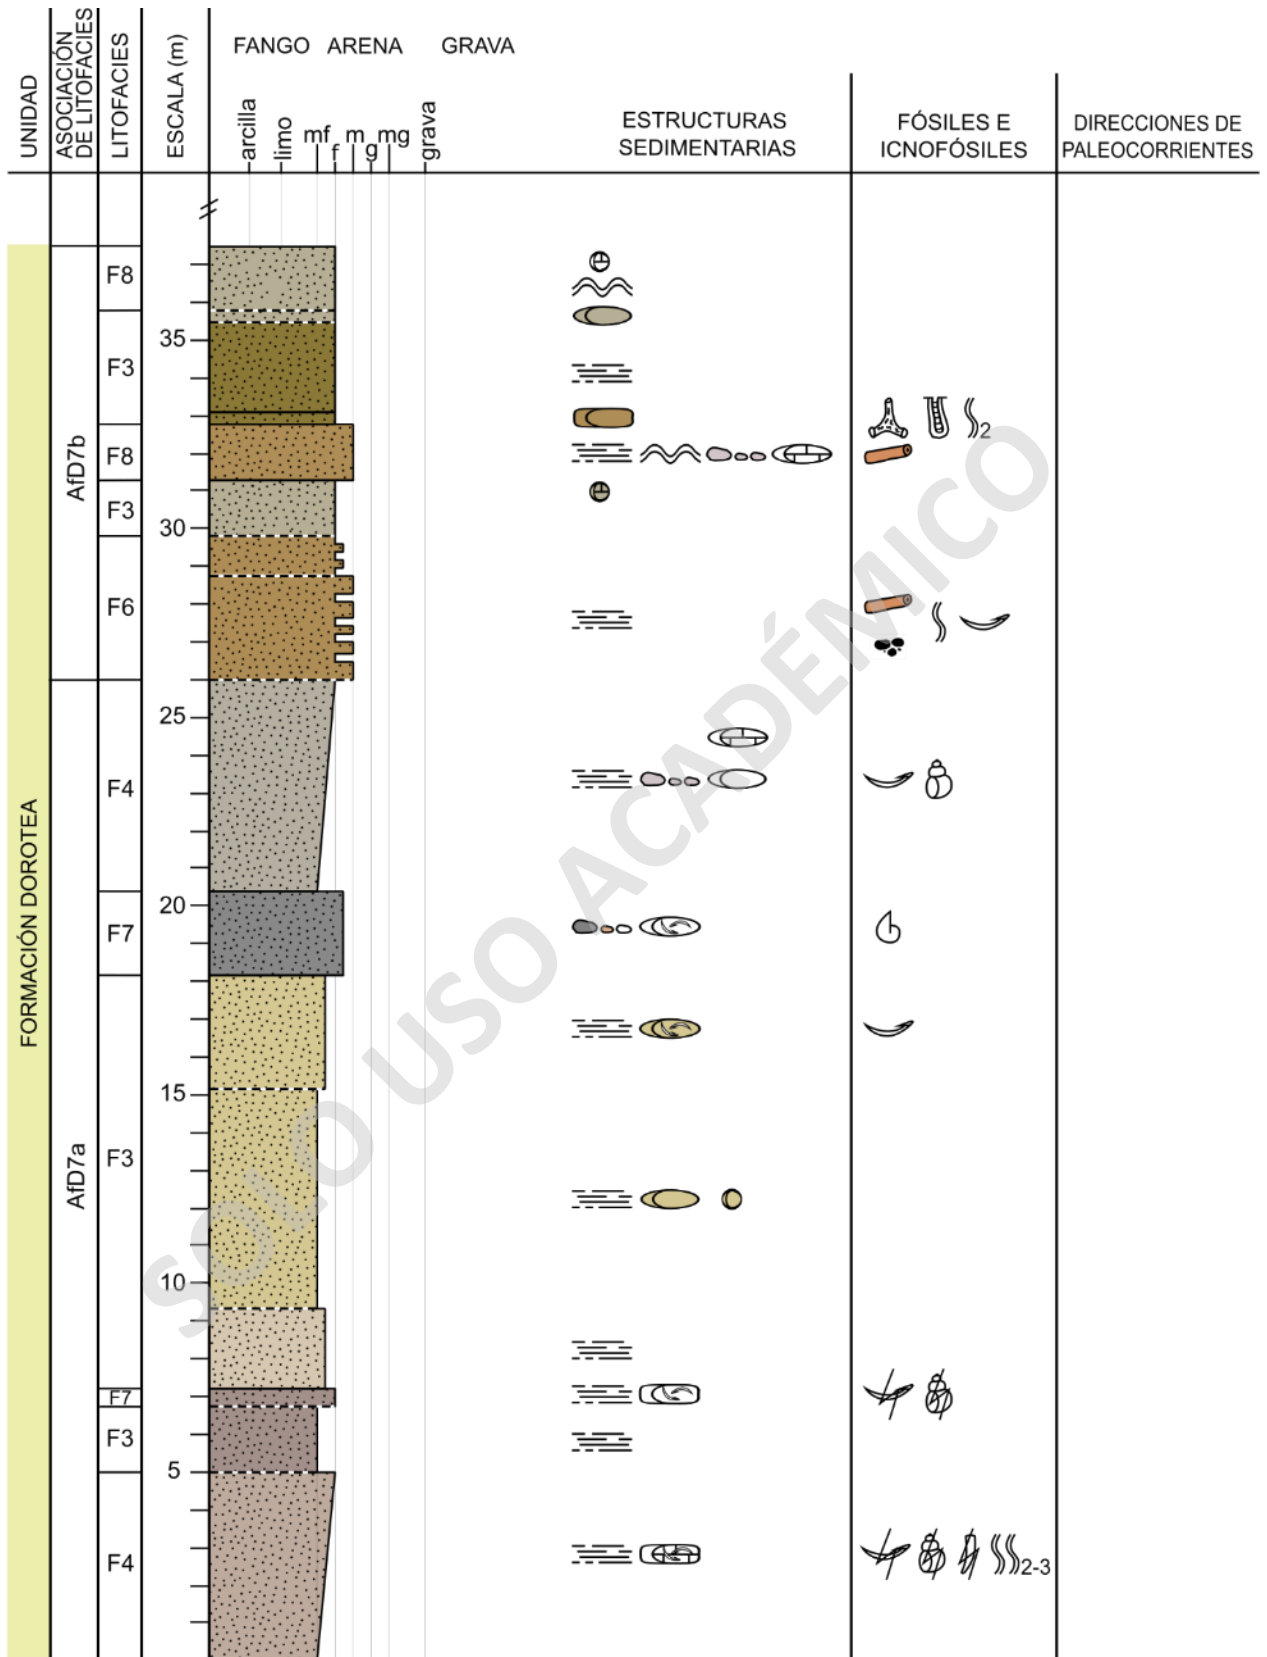 FANGO ARENA GRAVA
UNIDAD
ASOCIACIÓN
DE LITOFACIES
LITOFACIES
ESCALA (m)
arcilla
limo
mf
f
m
g
mg
grava
ESTRUCTURAS
SEDIMENTARIAS
FÓSILES E
ICNOFÓSILES
DIRECCIONES DE
PALEOCORRIENTES
FORMACIÓN DOROTEA
AfD7b
AfD7a
F8
F3
F8
F3
F6
F4
F7
F3
F7
F3
F4
35
30
25
20
15
10
5
2
2-3
SOLO USO ACADÉMICO